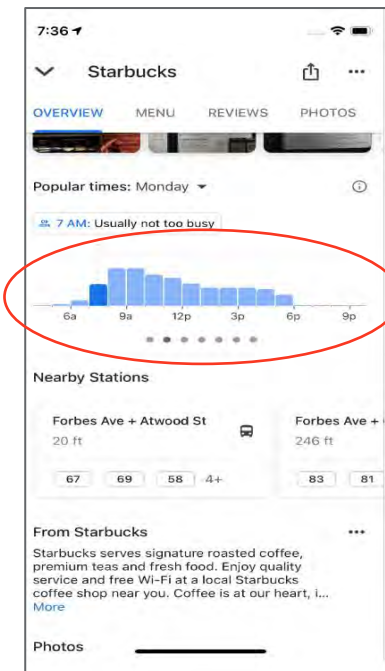 7:36
Starbucks
OVERVIEW MENU REVIEWS PHOTOS
Popular times: Monday
7 AM: Usually not too busy
6a 9a 12p 3p 6p 9p
Nearby Stations
Forbes Ave + Atwood St
20 ft
67 69 58 4+
Forbes Ave +
246 ft
83 81
From Starbucks
Starbucks serves signature roasted coffee,
premium teas and fresh food. Enjoy quality
service and free Wi-Fi at a local Starbucks
coffee shop near you. Coffee is at our heart, i...
More
Photos